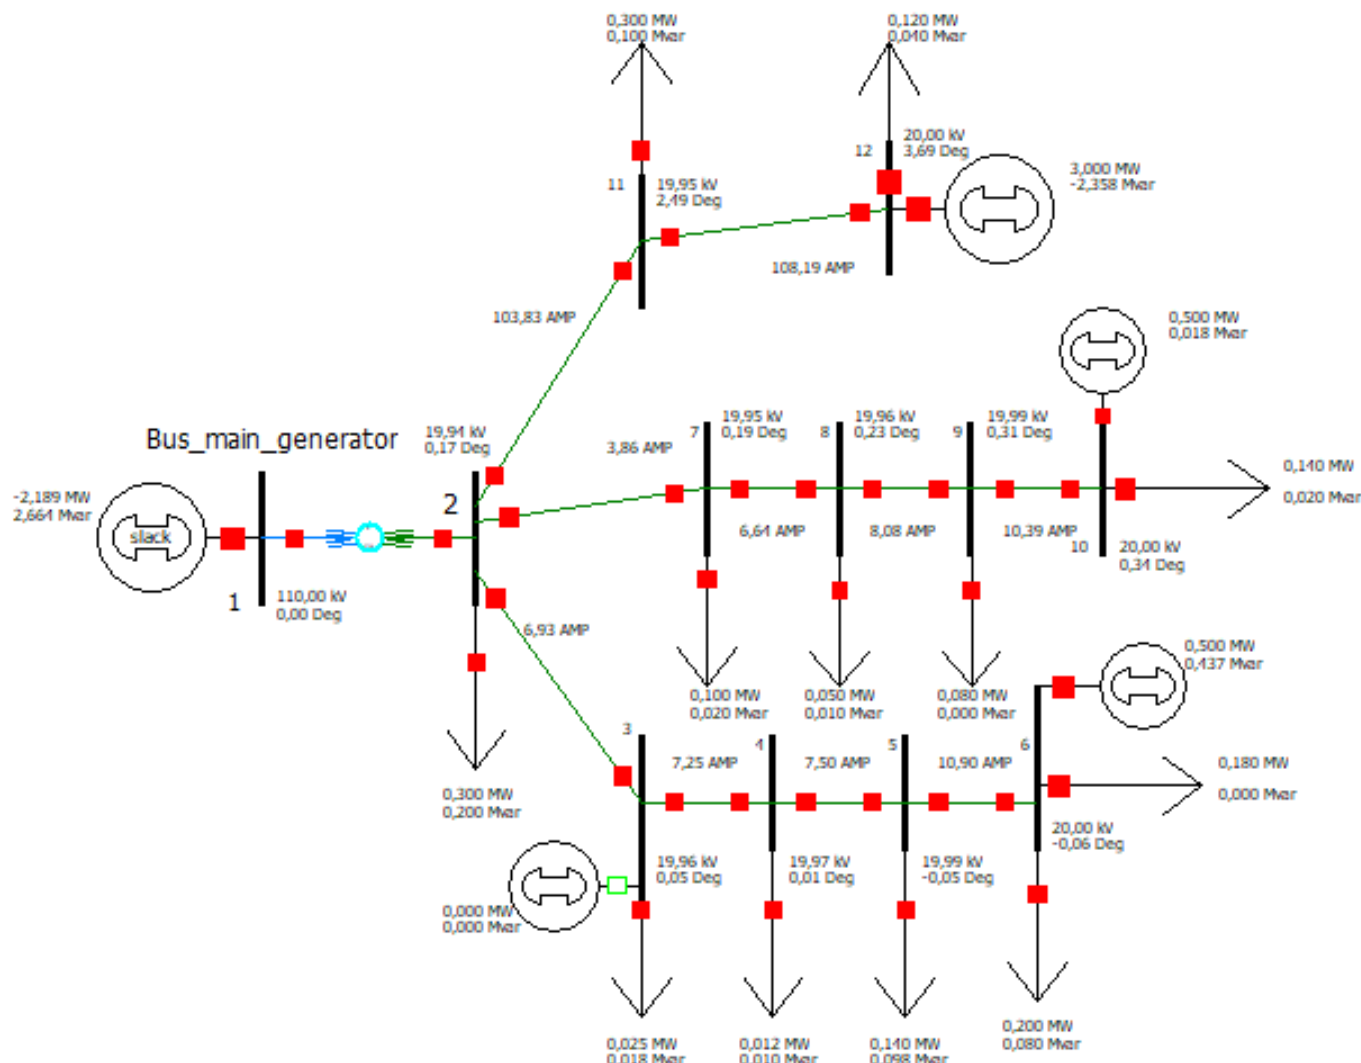 0,300 MW
0,100 Mvar
0,120 MW
0,040 Mvar
11
19,95 kV
2,49 Deg
12
20,00 kV
3,69 Deg
3,000 MW
-2,358 Mvar
108,19 AMP
103,83 AMP
0,500 MW
0,018 Mvar
Bus_main_generator
-2,189 MW
2,664 Mvar
slack
1
110,00 kV
0,00 Deg
19,94 kV
0,17 Deg
2
3,86 AMP
7
19,95 kV
0,19 Deg
8
19,96 kV
0,23 Deg
9
19,99 kV
0,31 Deg
6,64 AMP
8,08 AMP
10,39 AMP
10
20,00 kV
0,34 Deg
0,140 MW
0,020 Mvar
6,93 AMP
0,100 MW
0,020 Mvar
0,050 MW
0,010 Mvar
0,080 MW
0,000 Mvar
0,500 MW
0,437 Mvar
0,300 MW
0,200 Mvar
3
7,25 AMP
4
7,50 AMP
5
10,90 AMP
6
0,180 MW
0,000 Mvar
19,96 kV
0,05 Deg
19,97 kV
0,01 Deg
19,99 kV
-0,05 Deg
20,00 kV
-0,06 Deg
0,000 MW
0,000 Mvar
0,025 MW
0,018 Mvar
0,012 MW
0,010 Mvar
0,140 MW
0,098 Mvar
0,200 MW
0,080 Mvar